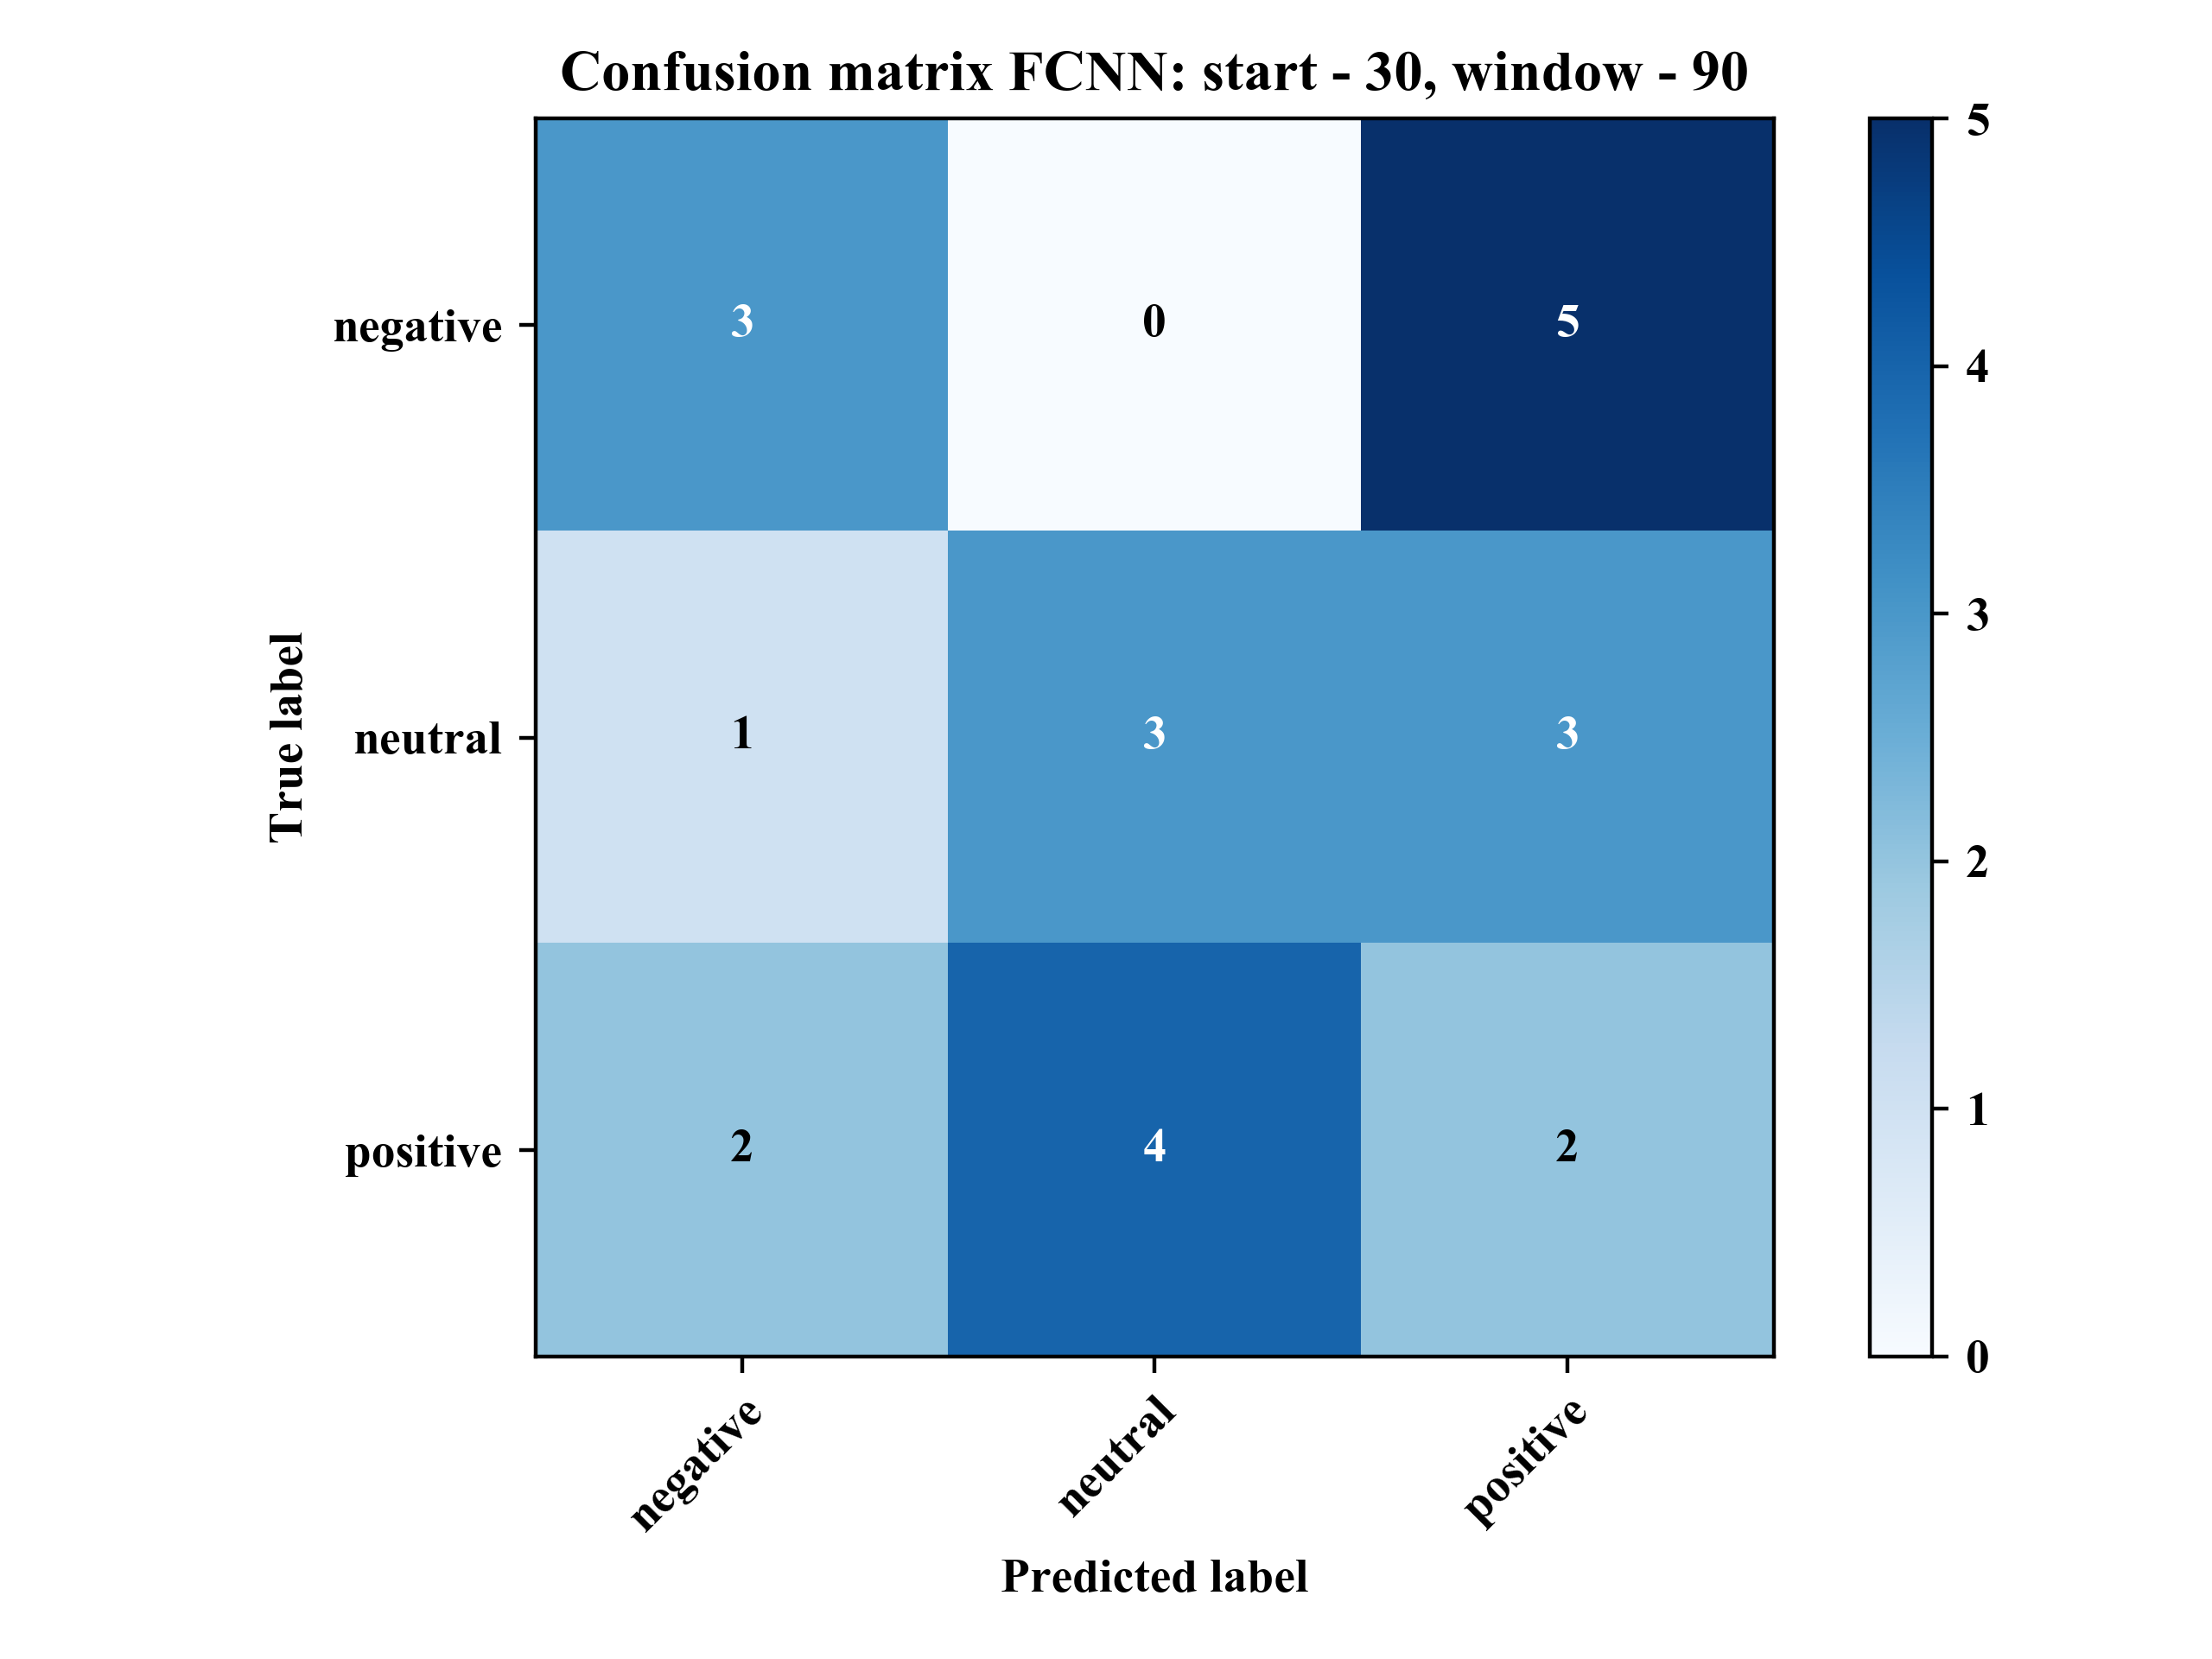 Confusion matrix FCNN: start - 30, window - 90
5
negative 3 0 5
4
3
True label
neutral 1 3 3
2
positive 2 4 2
1
0
negative neutral positive
Predicted label